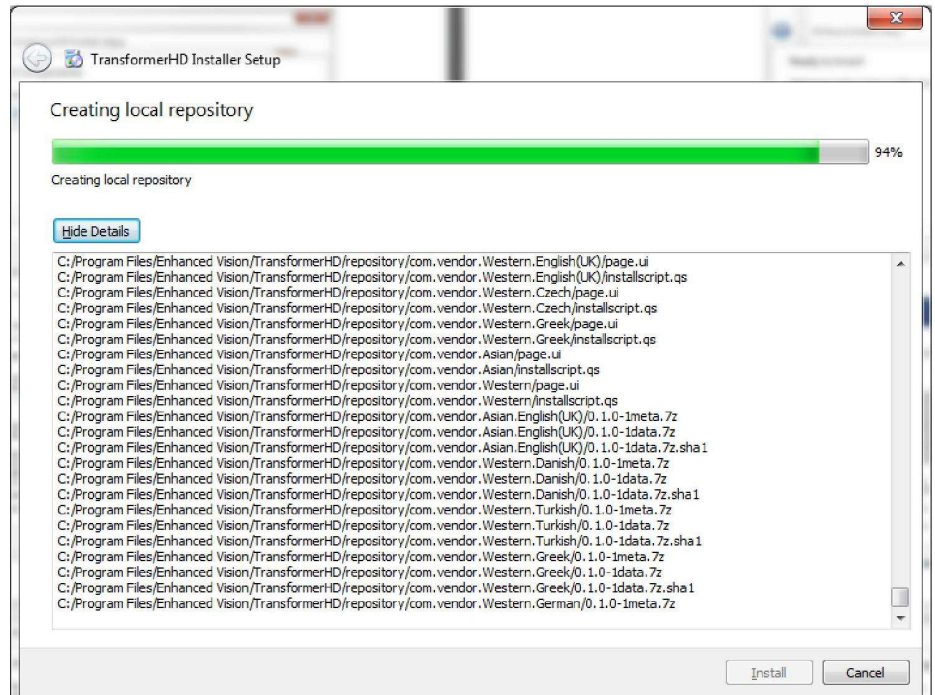 TransformerHD Installer Setup
Creating local repository
94%
Creating local repository
Hide Details
C:/Program Files/Enhanced Vision/TransformerHD/repository/com.vendor.Western.English(UK)/page.ui
C:/Program Files/Enhanced Vision/TransformerHD/repository/com.vendor.Western.English(UK)/installscript.qs
C:/Program Files/Enhanced Vision/TransformerHD/repository/com.vendor.Western.Czech/page.ui
C:/Program Files/Enhanced Vision/TransformerHD/repository/com.vendor.Western.Czech/installscript.qs
C:/Program Files/Enhanced Vision/TransformerHD/repository/com.vendor.Western.Greek/page.ui
C:/Program Files/Enhanced Vision/TransformerHD/repository/com.vendor.Western.Greek/installscript.qs
C:/Program Files/Enhanced Vision/TransformerHD/repository/com.vendor.Asian/page.ui
C:/Program Files/Enhanced Vision/TransformerHD/repository/com.vendor.Asian/installscript.qs
C:/Program Files/Enhanced Vision/TransformerHD/repository/com.vendor.Western/page.ui
C:/Program Files/Enhanced Vision/TransformerHD/repository/com.vendor.Western/installscript.qs
C:/Program Files/Enhanced Vision/TransformerHD/repository/com.vendor.Asian.English(UK)/0.1.0-1meta.7z
C:/Program Files/Enhanced Vision/TransformerHD/repository/com.vendor.Asian.English(UK)/0.1.0-1data.7z
C:/Program Files/Enhanced Vision/TransformerHD/repository/com.vendor.Asian.English(UK)/0.1.0-1data.7z.sha1
C:/Program Files/Enhanced Vision/TransformerHD/repository/com.vendor.Western.Danish/0.1.0-1meta.7z
C:/Program Files/Enhanced Vision/TransformerHD/repository/com.vendor.Western.Danish/0.1.0-1data.7z
C:/Program Files/Enhanced Vision/TransformerHD/repository/com.vendor.Western.Danish/0.1.0-1data.7z.sha1
C:/Program Files/Enhanced Vision/TransformerHD/repository/com.vendor.Western.Turkish/0.1.0-1meta.7z
C:/Program Files/Enhanced Vision/TransformerHD/repository/com.vendor.Western.Turkish/0.1.0-1data.7z
C:/Program Files/Enhanced Vision/TransformerHD/repository/com.vendor.Western.Turkish/0.1.0-1data.7z.sha1
C:/Program Files/Enhanced Vision/TransformerHD/repository/com.vendor.Western.Greek/0.1.0-1meta.7z
C:/Program Files/Enhanced Vision/TransformerHD/repository/com.vendor.Western.Greek/0.1.0-1data.7z
C:/Program Files/Enhanced Vision/TransformerHD/repository/com.vendor.Western.Greek/0.1.0-1data.7z.sha1
C:/Program Files/Enhanced Vision/TransformerHD/repository/com.vendor.Western.German/0.1.0-1meta.7z
Install Cancel